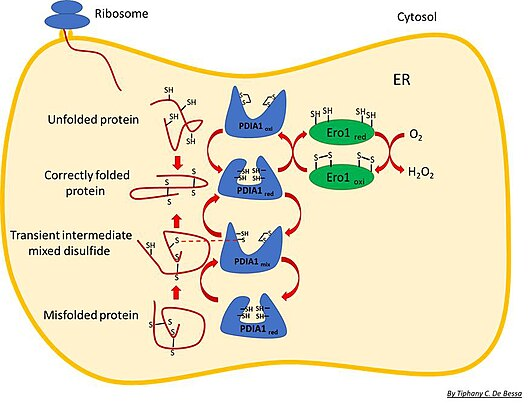 Ribosome
Cytosol
ER
SH
SH
SH
SH
Unfolded protein
S S
PDIA1 oxi
SH SH
SH SH
Ero1 red
O₂
S S
S S
Ero1 oxi
H₂O₂
Correctly folded
protein
S S
S S
SH SH
SH SH
PDIA1 red
Transient intermediate
mixed disulfide
SH
S
S
S
SH
S
S S
PDIA1 mix
Misfolded protein
S
S
S
S
SH SH
SH SH
PDIA1 red
By Tiphany C. De Bessa